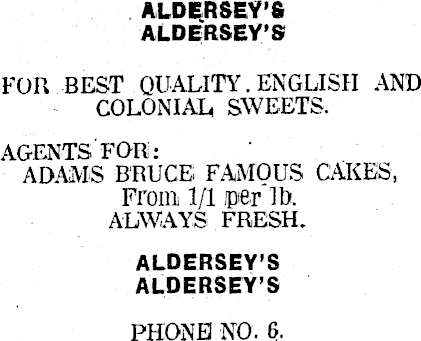 ALDERSEY'S
ALDERSEY'S
FOR BEST QUALITY. ENGLISH AND
COLONIAL SWEETS.
AGENTS FOR:
ADAMS BRUCE FAMOUS CAKES,
From 1/1 per lb.
ALWAYS FRESH.
ALDERSEY'S
ALDERSEY'S
PHONE NO. 6.